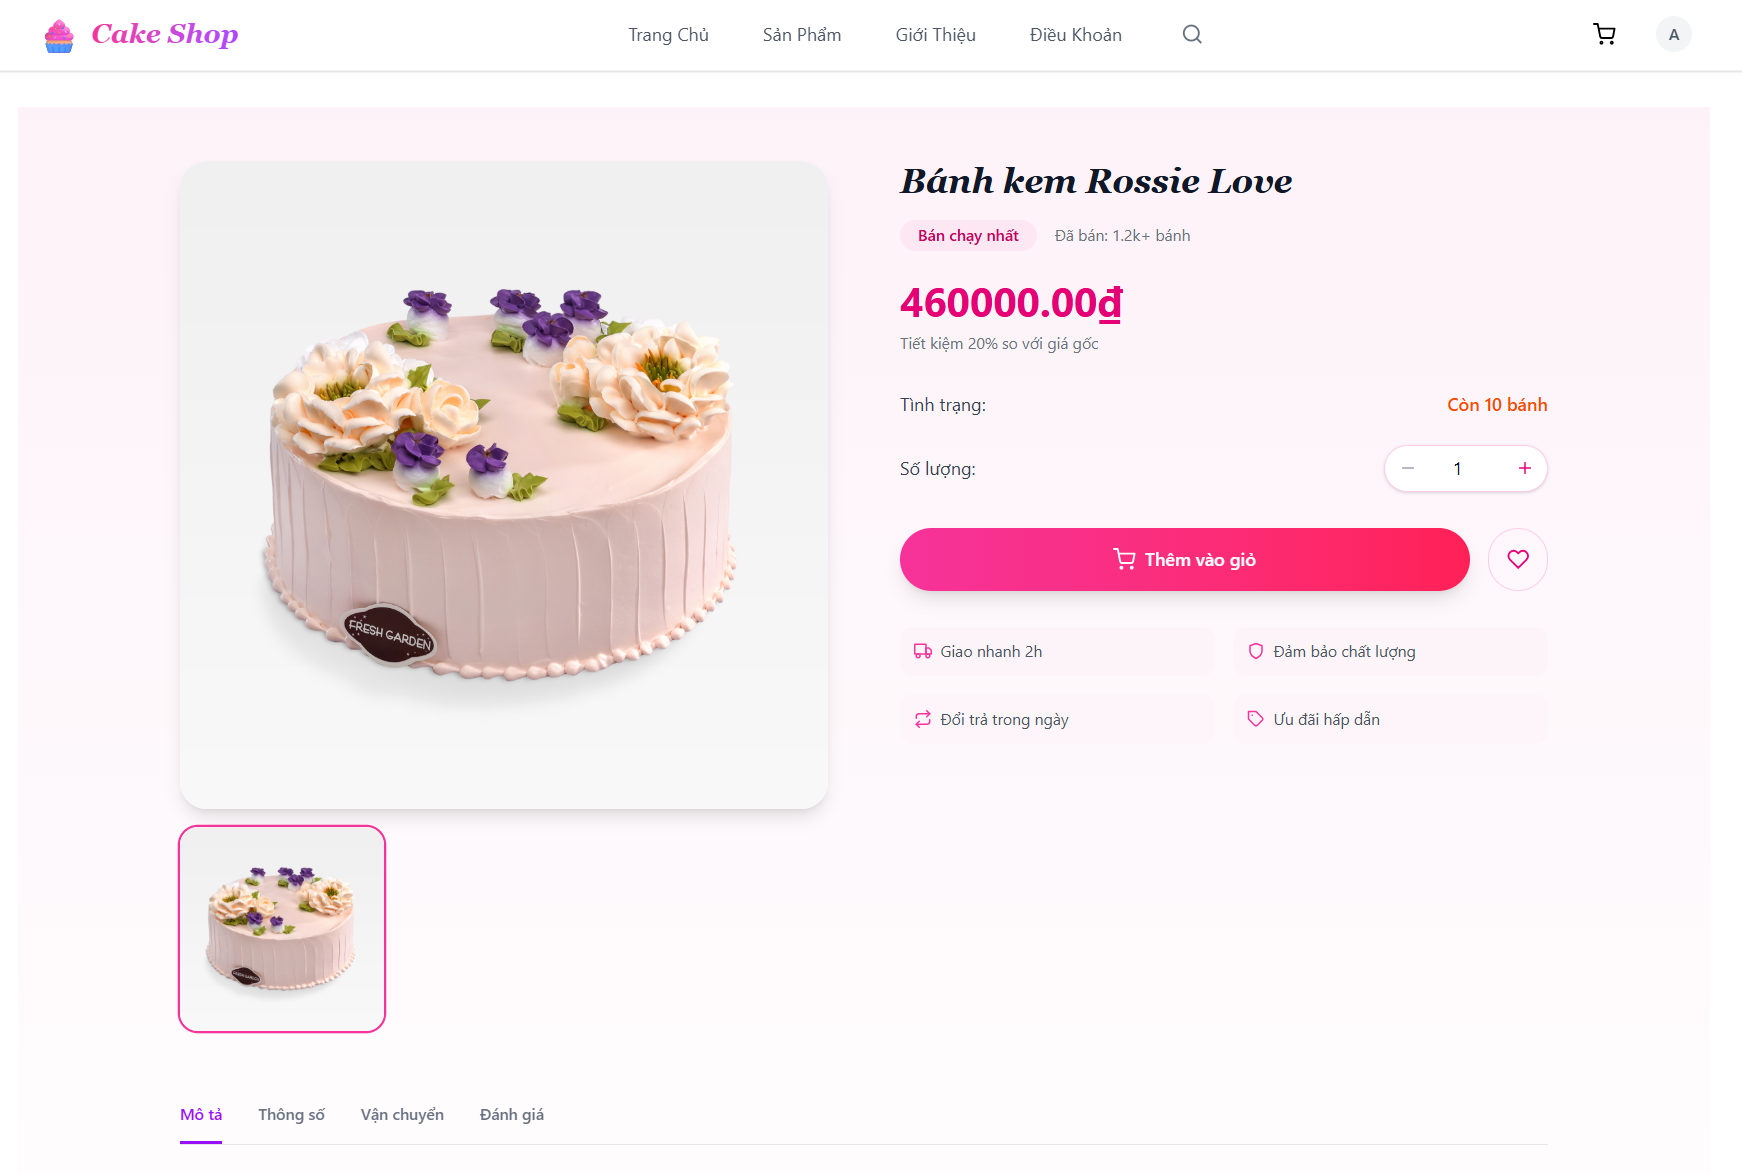 Cake Shop
Trang Chủ
Sản Phẩm
Giới Thiệu
Điều Khoản
A
Bánh kem Rossie Love
Bán chạy nhất
Đã bán: 1.2k+ bánh
460000.00₫
Tiết kiệm 20% so với giá gốc
Tình trạng:
Còn 10 bánh
Số lượng:
1
Thêm vào giỏ
Giao nhanh 2h
Đảm bảo chất lượng
Đổi trả trong ngày
Ưu đãi hấp dẫn
FRESH GARDEN
FRESH GARDEN
Mô tả
Thông số
Vận chuyển
Đánh giá